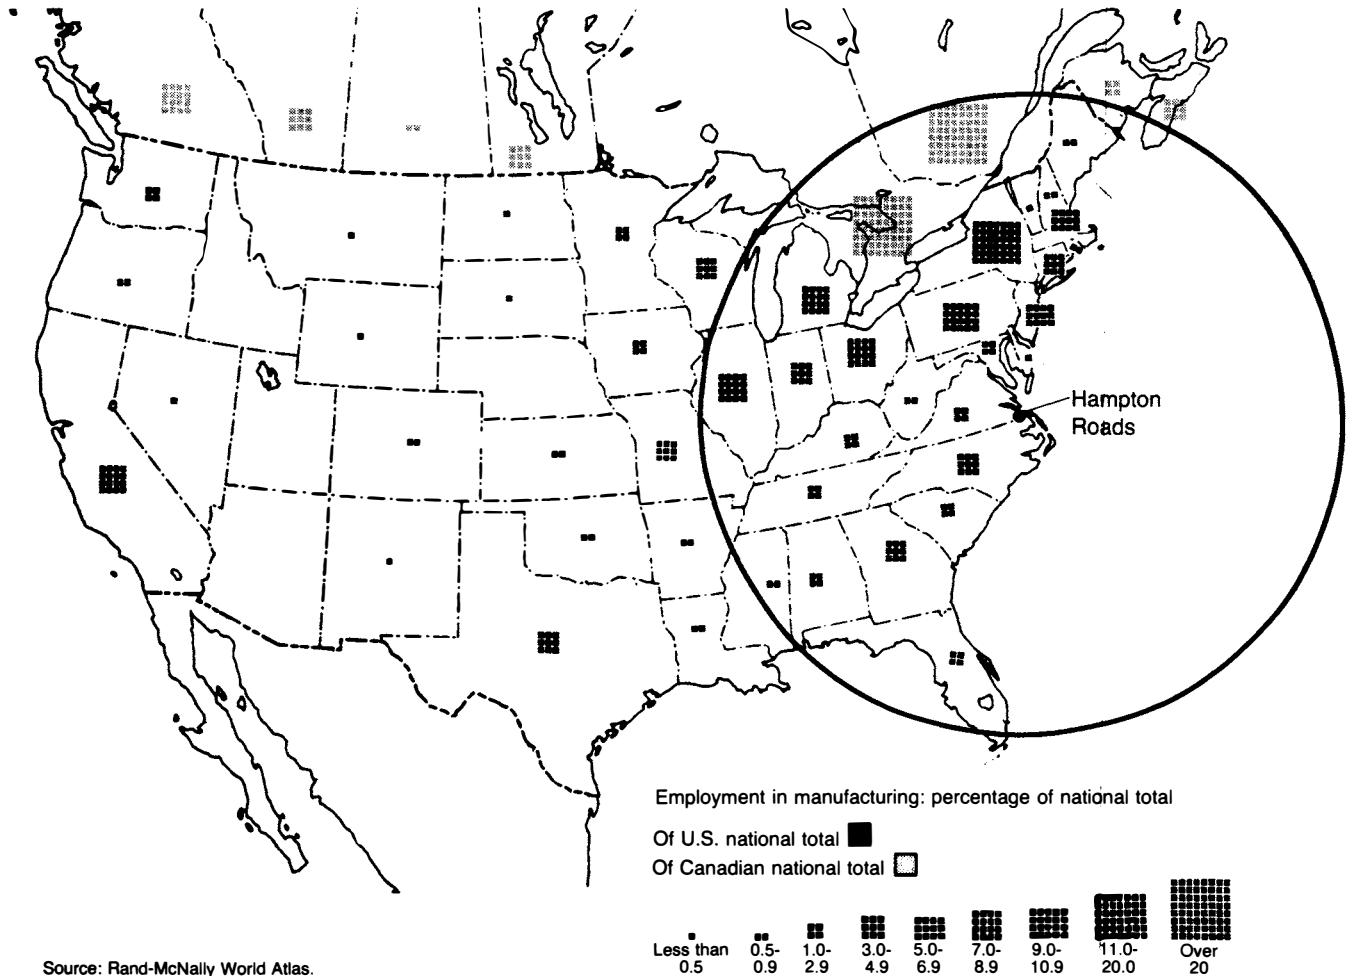 Hampton
Roads
Employment in manufacturing: percentage of national total
Of U.S. national total
Of Canadian national total
Less than 0.5- 1.0- 3.0- 5.0- 7.0- 9.0- 11.0- Over
0.5 0.9 2.9 4.9 6.9 8.9 10.9 20.0 20
Source: Rand-McNally World Atlas.